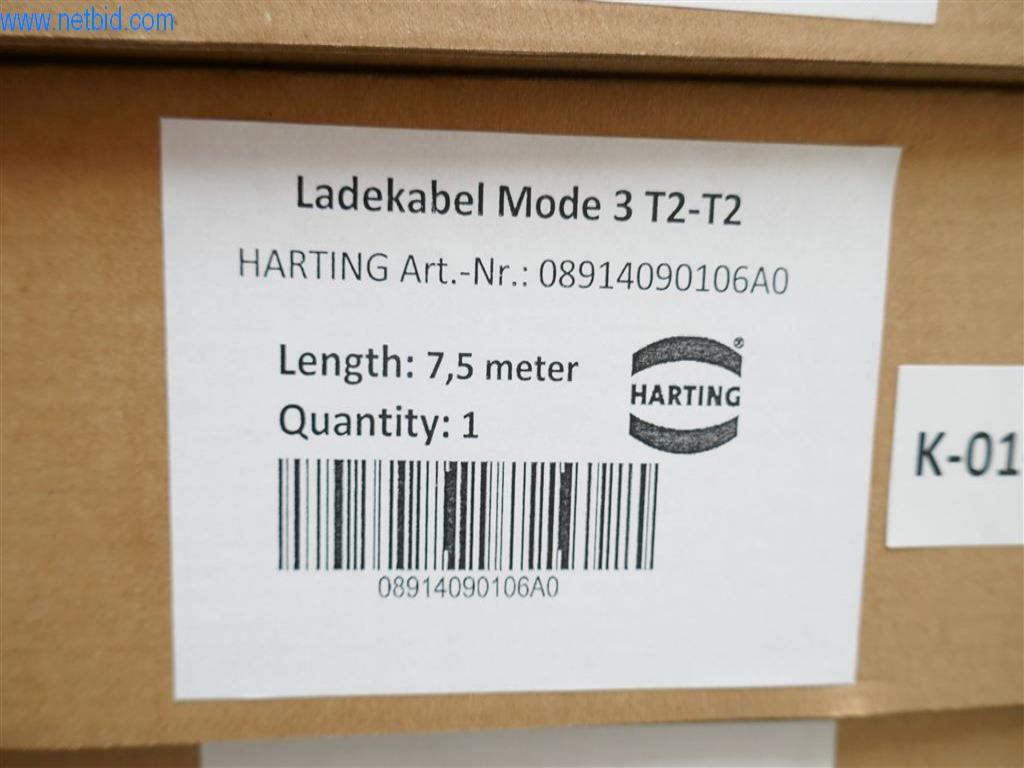 www.netbid.com
Ladekabel Mode 3 T2-T2
HARTING Art.-Nr.: 08914090106A0
Length: 7,5 meter
Quantity: 1
®
HARTING
08914090106A0
K-01